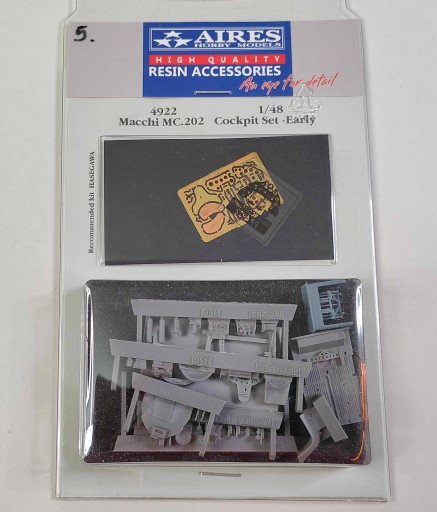 5.
AIRES
HOBBY MODELS
HIGH QUALITY
RESIN ACCESSORIES
An eye for detail
4922 1/48
Macchi MC.202 Cockpit Set -Early
Recommended kit HASEGAWA